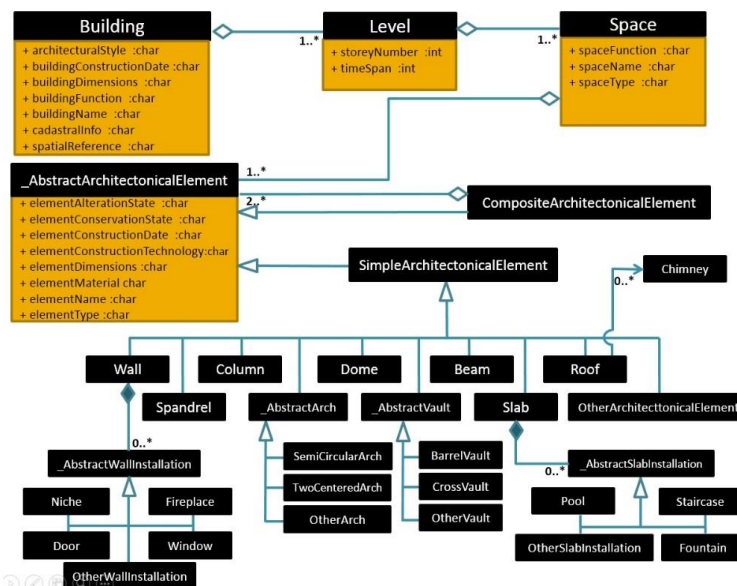 Building
+ architecturalStyle :char
+ buildingConstructionDate :char
+ buildingDimensions :char
+ buildingFunction :char
+ buildingName :char
+ cadastralInfo :char
+ spatialReference :char
1..*
Level
+ storeyNumber :int
+ timeSpan :int
1..*
Space
+ spaceFunction :char
+ spaceName :char
+ spaceType :char
1..*
_AbstractArchitectonicalElement
+ elementAlterationState :char
+ elementConservationState :char
+ elementConstructionDate :char
+ elementConstructionTechnology:char
+ elementDimensions :char
+ elementMaterial char
+ elementName :char
+ elementType :char
2..*
CompositeArchitectonicalElement
SimpleArchitectonicalElement
Chimney
0..*
Wall
Column
Dome
Beam
Roof
Spandrel
_AbstractArch
_AbstractVault
Slab
OtherArchitecttonicalElement
0..*
_AbstractWallInstallation
Niche
Fireplace
Door
Window
OtherWallInstallation
SemiCircularArch
TwoCenteredArch
OtherArch
BarrelVault
CrossVault
OtherVault
0..*
_AbstractSlabInstallation
Pool
Staircase
OtherSlabInstallation
Fountain